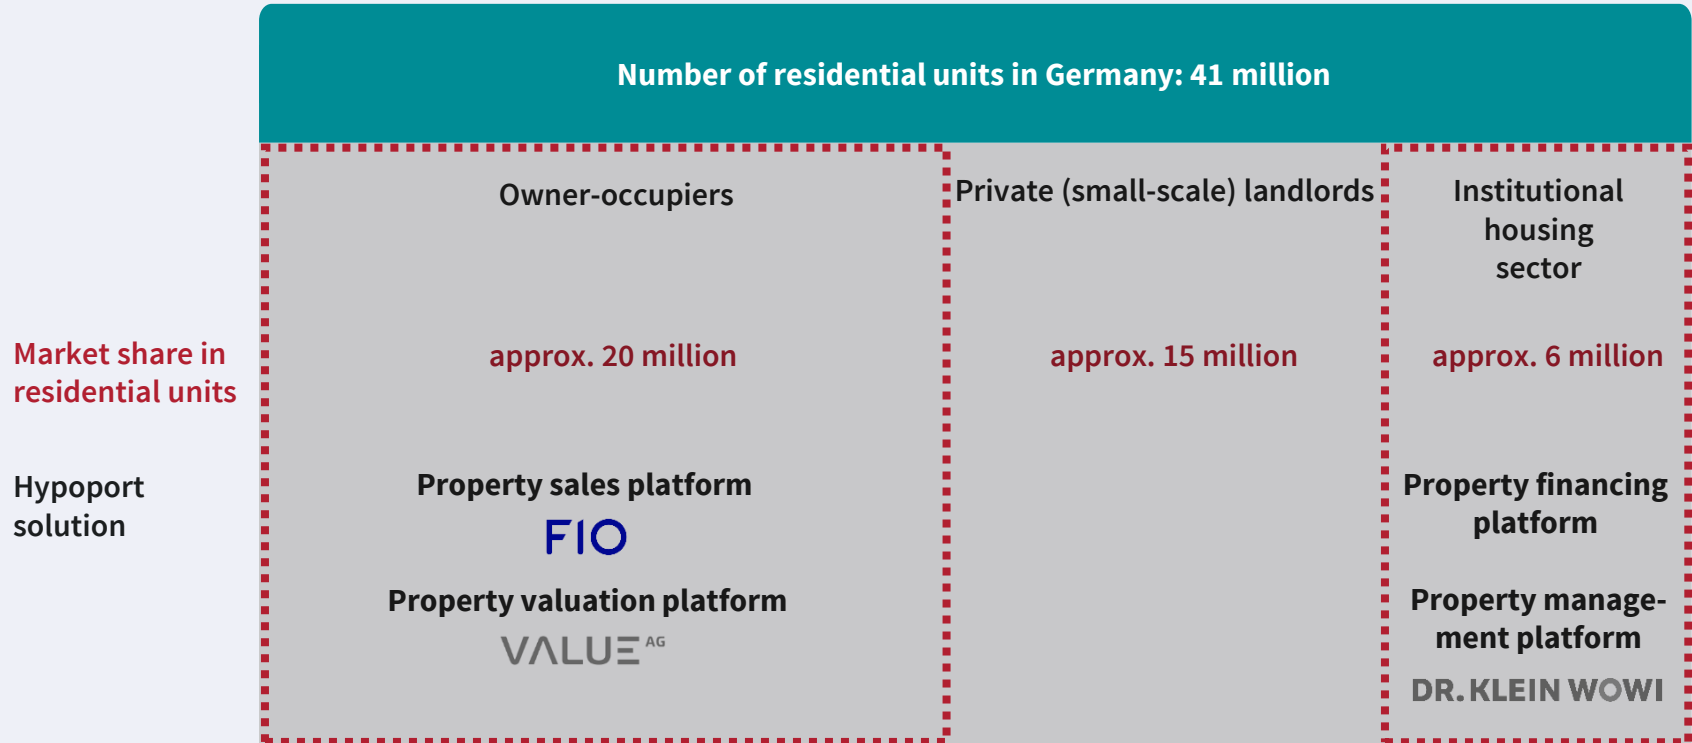 Number of residential units in Germany: 41 million
Owner-occupiers
Private (small-scale) landlords
Institutional
housing
sector
Market share in
residential units
approx. 20 million
approx. 15 million
approx. 6 million
Hypoport
solution
Property sales platform
FIO
Property valuation platform
VALUE AG
Property financing
platform
Property manage-
ment platform
DR. KLEIN WOWI